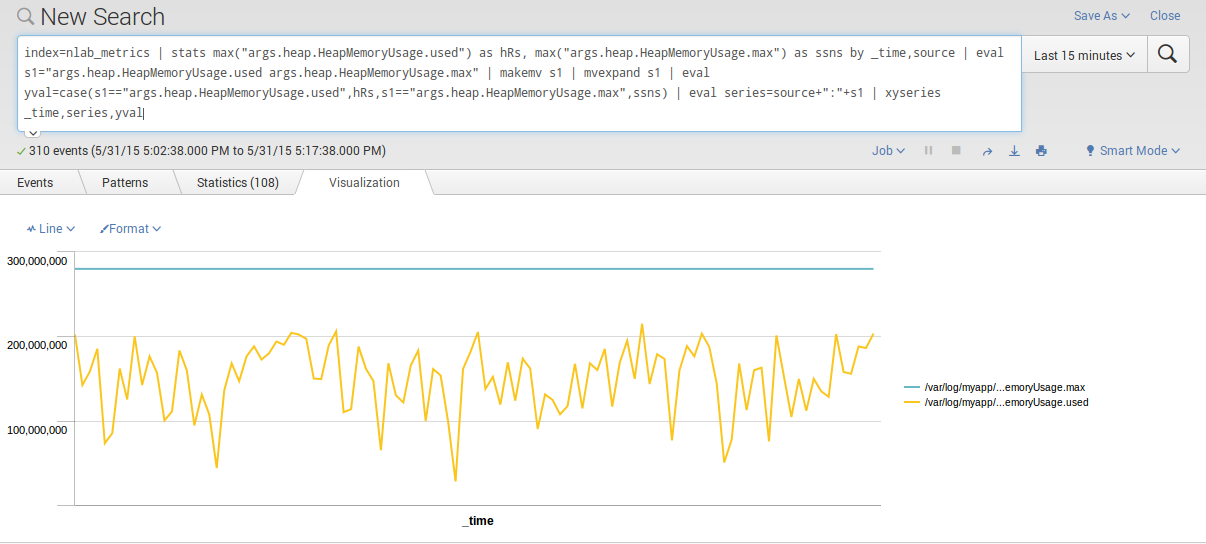 New Search
Save As
Close
index=nlab_metrics | stats max("args.heap.HeapMemoryUsage.used") as hRs, max("args.heap.HeapMemoryUsage.max") as ssns by _time,source | eval
s1="args.heap.HeapMemoryUsage.used args.heap.HeapMemoryUsage.max" | makemv s1 | mvexpand s1 | eval
yval=case(s1=="args.heap.HeapMemoryUsage.used",hRs,s1=="args.heap.HeapMemoryUsage.max",ssns) | eval series=source+":"+s1 | xyseries
_time,series,yval
Last 15 minutes
310 events (5/31/15 5:02:38.000 PM to 5/31/15 5:17:38.000 PM)
Job
Smart Mode
Events
Patterns
Statistics (108)
Visualization
Line
Format
300,000,000
200,000,000
100,000,000
/var/log/myapp/...emoryUsage.max
/var/log/myapp/...emoryUsage.used
_time